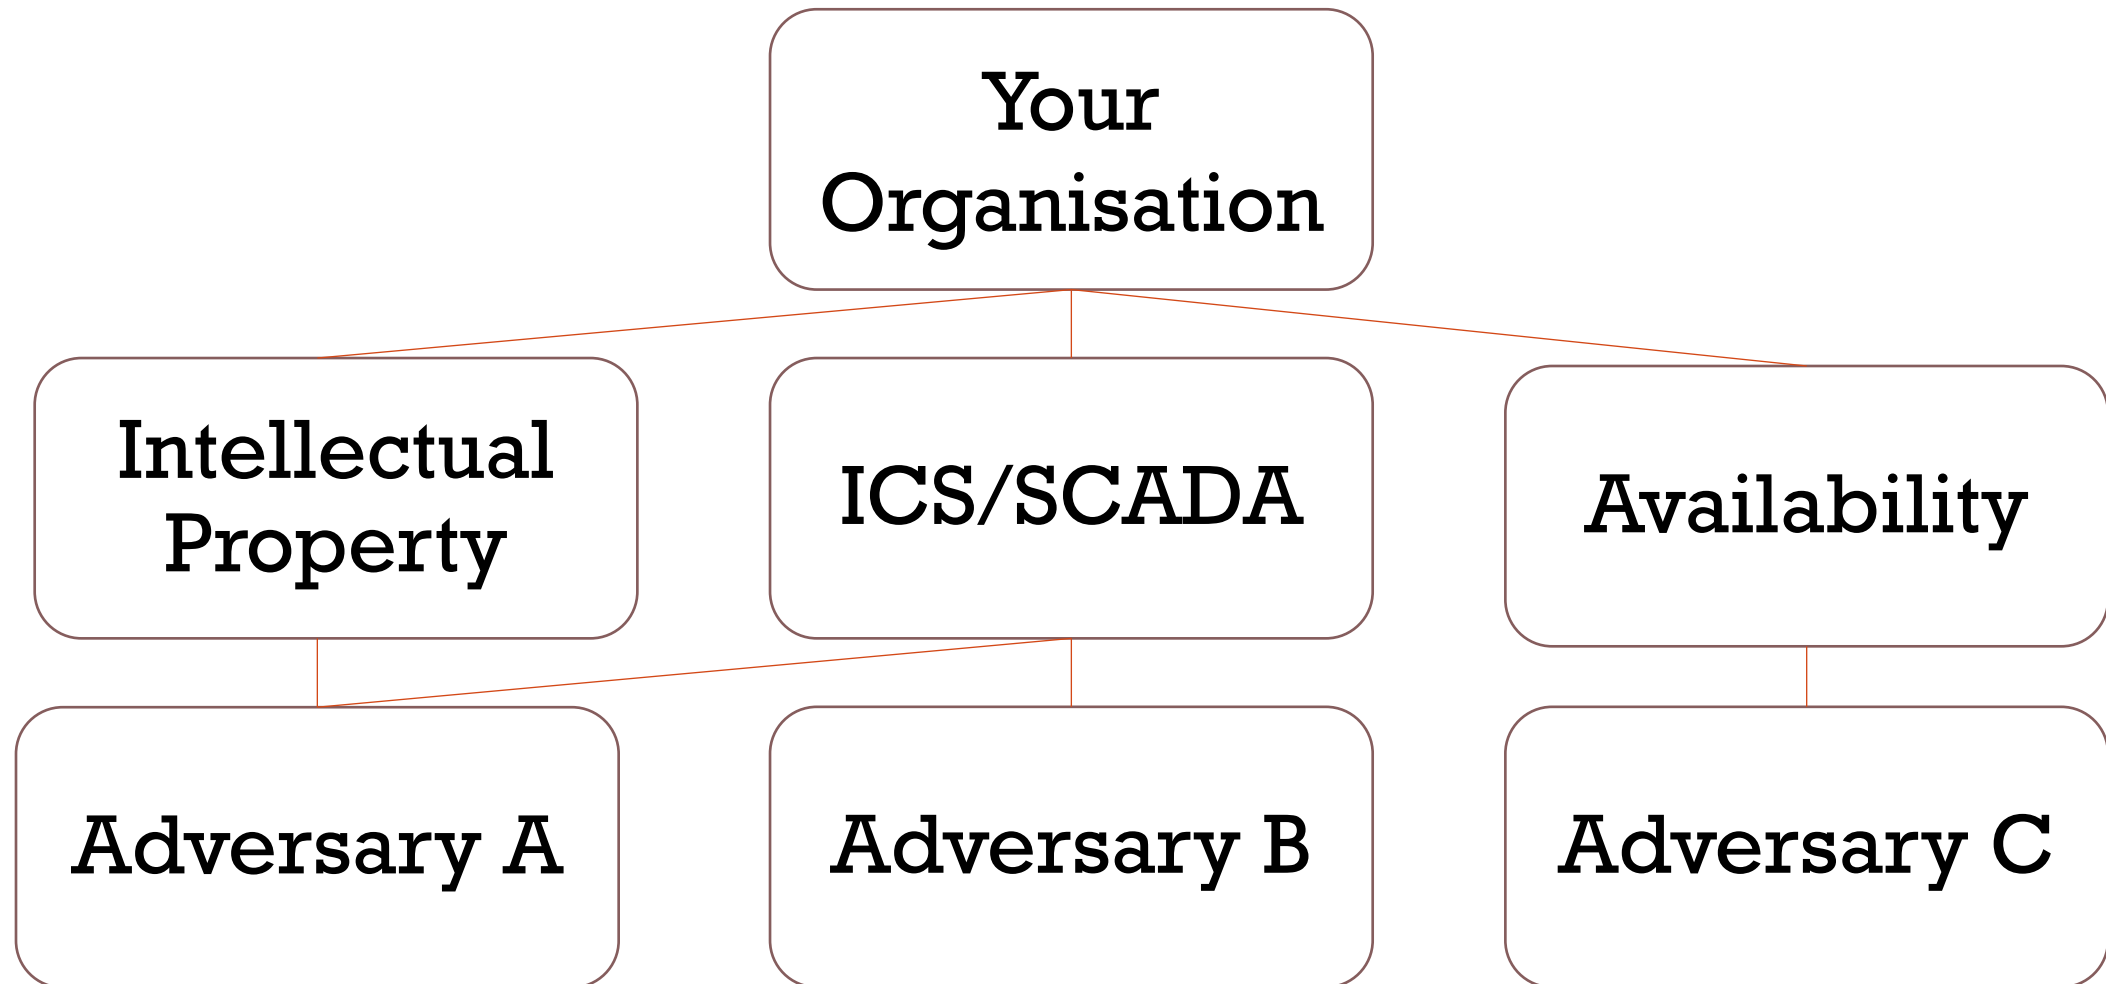 Your
Organisation
Intellectual
Property
ICS/SCADA
Availability
Adversary A
Adversary B
Adversary C